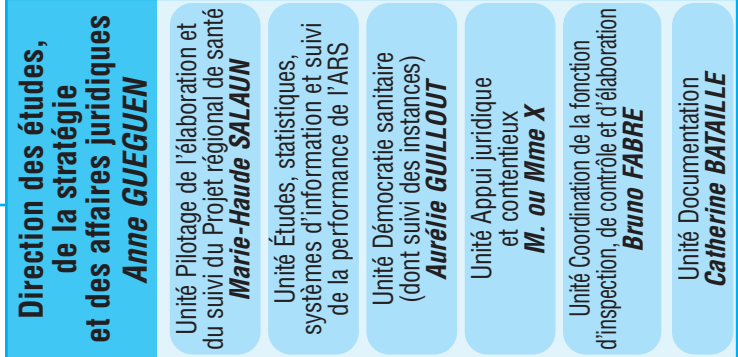 Direction des études,
de la stratégie
et des affaires juridiques
Anne GUEGUEN
Unité Pilotage de l'élaboration et
du suivi du Projet régional de santé
Marie-Haude SALAUN
Unité Études, statistiques,
systèmes d'information et suivi
de la performance de l'ARS
Unité Démocratie sanitaire
(dont suivi des instances)
Aurélie GUILLOUT
Unité Appui juridique
et contentieux
M. ou Mme X
Unité Coordination de la fonction
d'inspection, de contrôle et d'élaboration
Bruno FABRE
Unité Documentation
Catherine BATAILLE